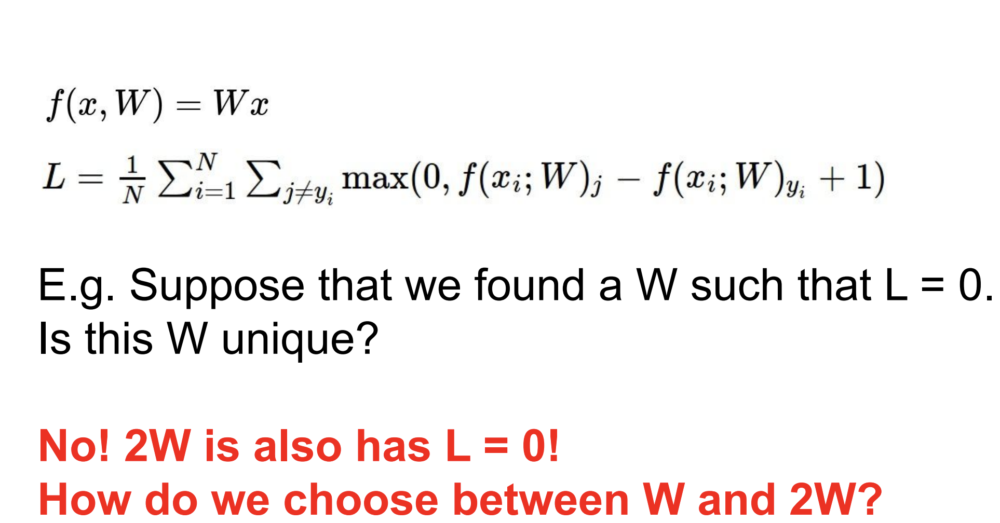 f(x, W) = Wx
L = \frac{1}{N} \sum_{i=1}^{N} \sum_{j \neq y_i} \max(0, f(x_i; W)_j - f(x_i; W)_{y_i} + 1)
E.g. Suppose that we found a W such that L = 0.
Is this W unique?
No! 2W is also has L = 0!
How do we choose between W and 2W?